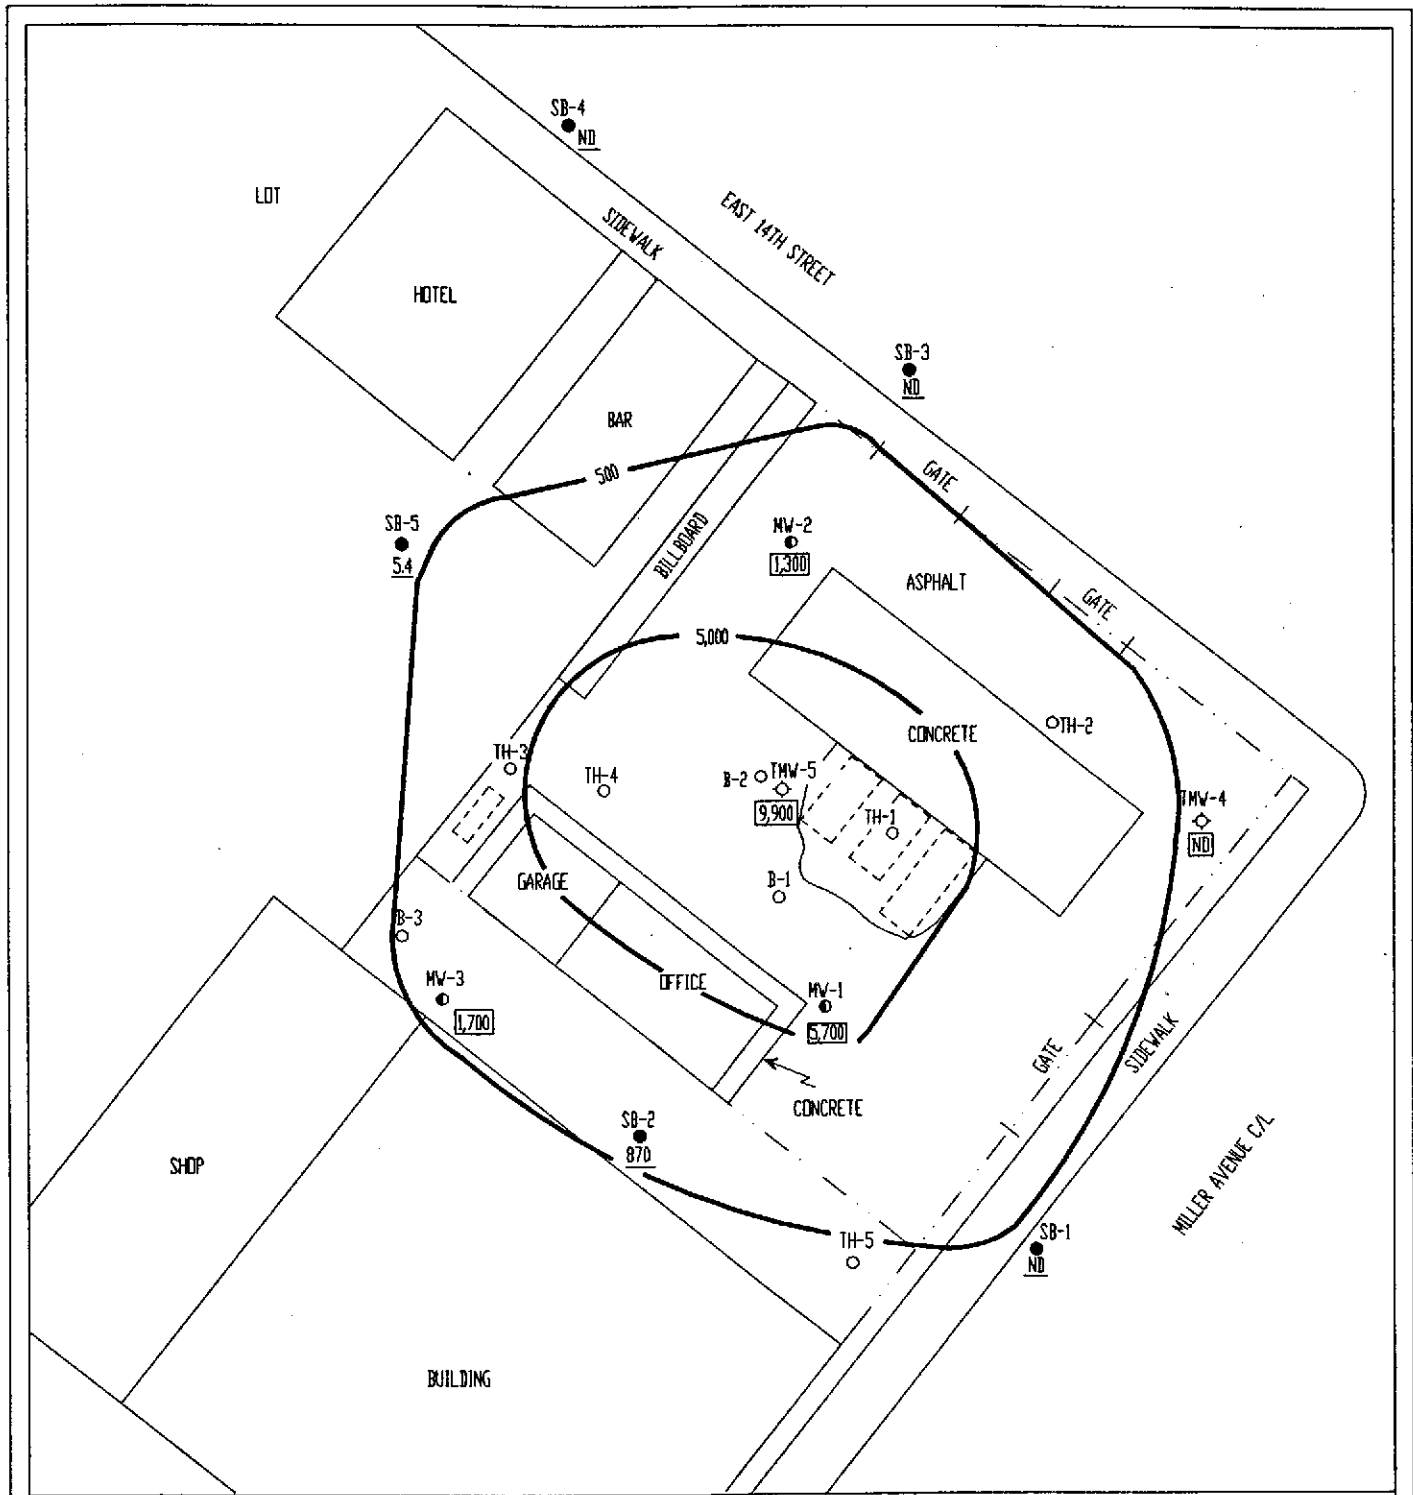 SB-4
ND
LOT
SIDEWALK
EAST 14TH STREET
HOTEL
SB-3
ND
BAR
GATE
500
SB-5
5.4
BILLBOARD
MW-2
1,300
ASPHALT
GATE
5,000
CONCRETE
TH-2
TH-3
TH-4
B-2
TMW-5
9,900
TH-1
TMW-4
ND
GARAGE
B-1
B-3
MW-3
1,700
OFFICE
MW-1
5,700
GATE
SIDEWALK
CONCRETE
SB-2
870
SHOP
MILLER AVENUE C/L
TH-5
SB-1
ND
BUILDING